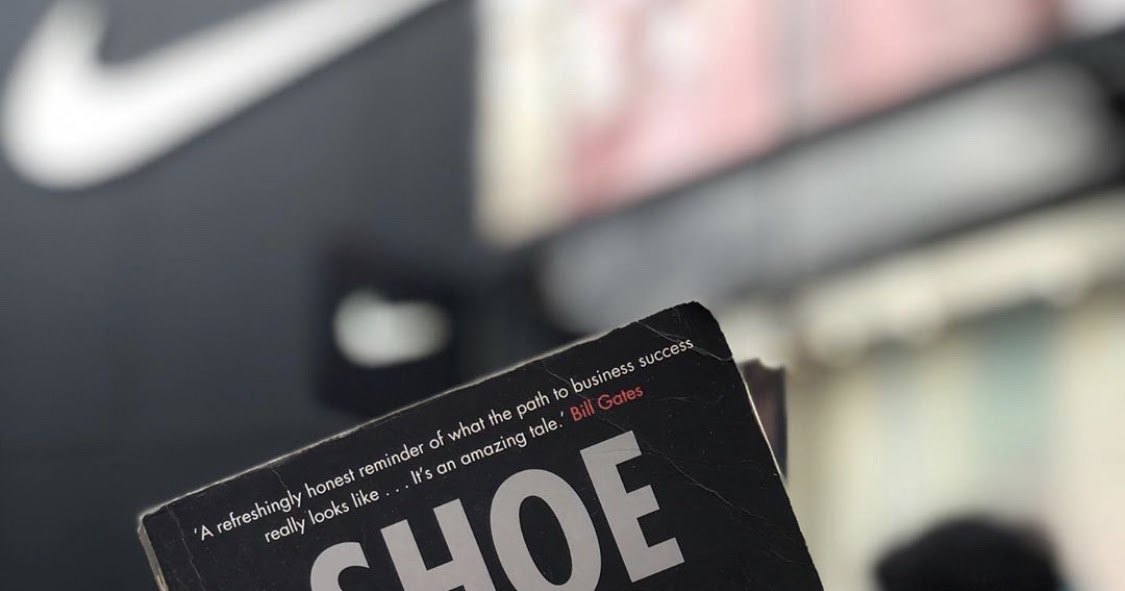 'A refreshingly honest reminder of what the path to business success
really looks like . . . It's an amazing tale.' Bill Gates
SHOE